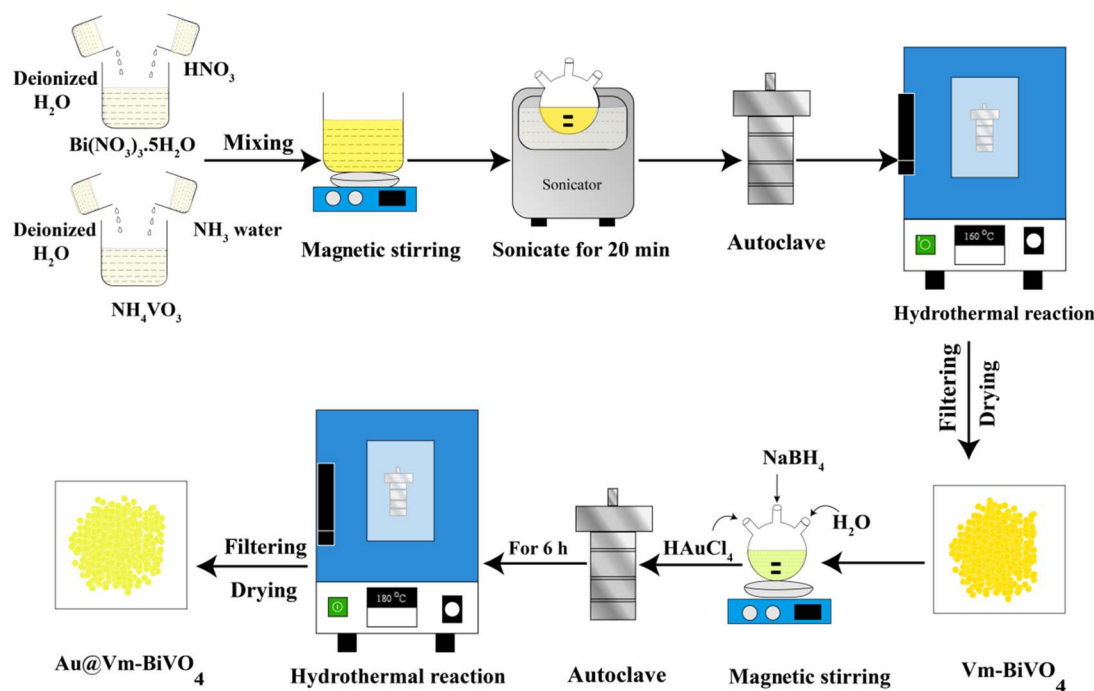 Deionized
H₂O
HNO₃
Bi(NO₃)₃.5H₂O
Mixing
Deionized
H₂O
NH₃ water
NH₄VO₃
Magnetic stirring
Sonicator
Sonicate for 20 min
Autoclave
160 °C
Hydrothermal reaction
Filtering
Drying
Vm-BiVO₄
NaBH₄
H₂O
HAuCl₄
Magnetic stirring
Autoclave
For 6 h
180 °C
Hydrothermal reaction
Filtering
Drying
Au@Vm-BiVO₄